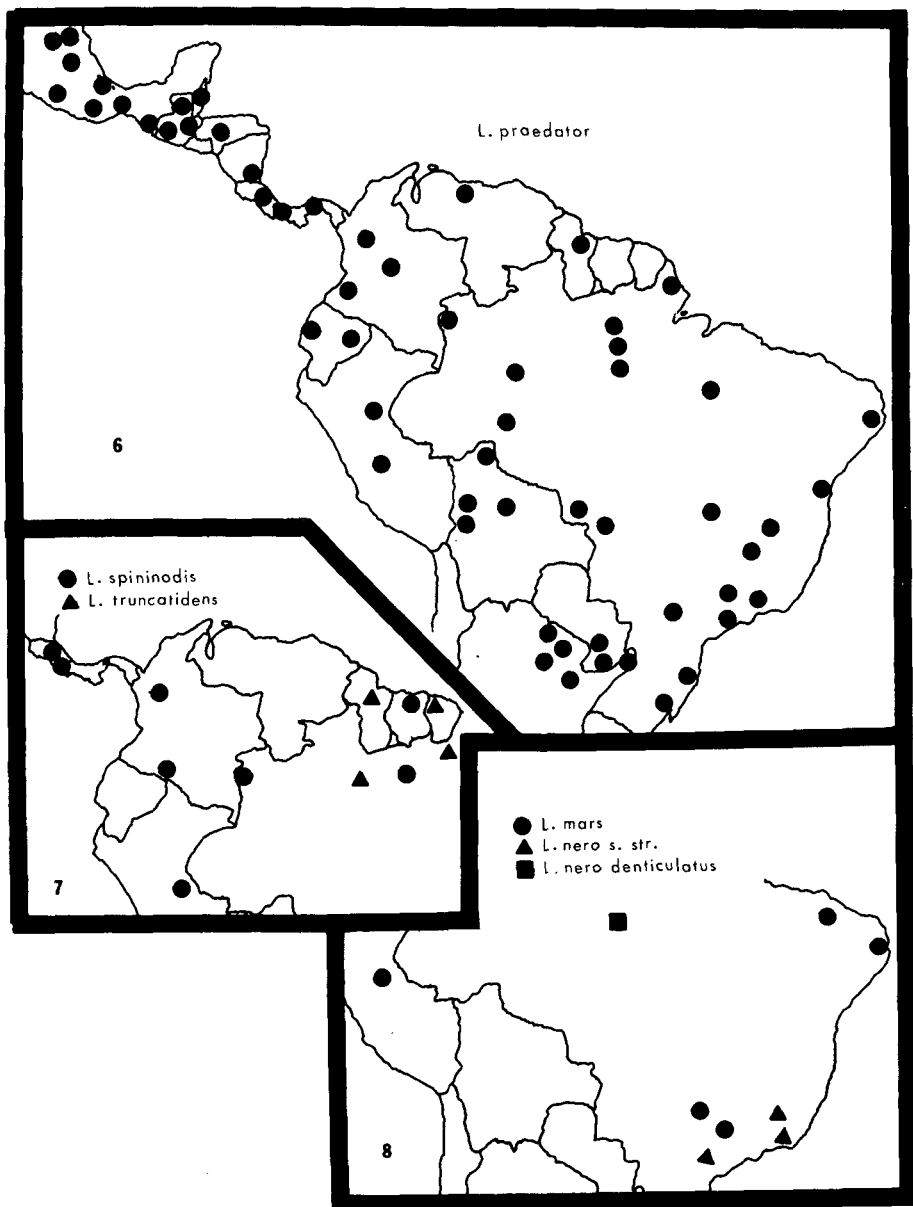 L. praedator
6
L. spininodis
L. truncatidens
7
L. mars
L. nero s. str.
L. nero denticulatus
8